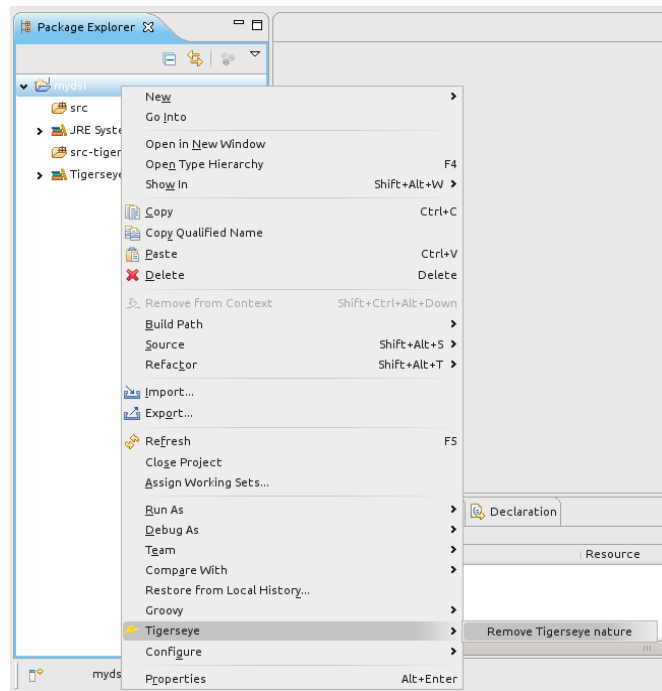 Package Explorer
mydsl
src
JRE Syste
src-tiger
Tigerseye
New
Go Into
Open in New Window
Open Type Hierarchy F4
Show In Shift+Alt+W
Copy Ctrl+C
Copy Qualified Name
Paste Ctrl+V
Delete Delete
Remove from Context Shift+Ctrl+Alt+Down
Build Path
Source Shift+Alt+S
Refactor Shift+Alt+T
Import...
Export...
Refresh F5
Close Project
Assign Working Sets...
Run As
Debug As
Team
Compare With
Restore from Local History...
Groovy
Tigerseye
Configure
Properties Alt+Enter
Declaration
Resource
Remove Tigerseye nature
myds